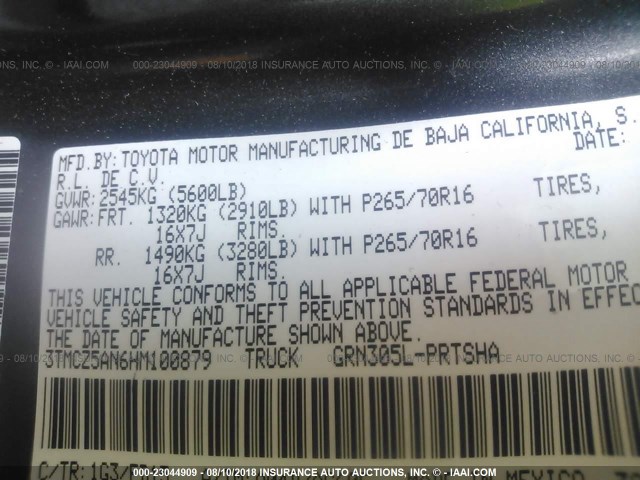 000-23044909 - 08/10/2018 INSURANCE AUTO AUCTIONS, INC. - © IAAI.COM
MFD.BY:TOYOTA MOTOR MANUFACTURING DE BAJA CALIFORNIA, S.
R.L. DE C.V. DATE:
GVWR:2545KG (5600LB)
GAWR:FRT. 1320KG (2910LB) WITH P265/70R16 TIRES,
16X7J RIMS.
RR. 1490KG (3280LB) WITH P265/70R16 TIRES,
16X7J RIMS.
THIS VEHICLE CONFORMS TO ALL APPLICABLE FEDERAL MOTOR
VEHICLE SAFETY AND THEFT PREVENTION STANDARDS IN EFFEC
THE DATE OF MANUFACTURE SHOWN ABOVE.
3TMCZ5AN6HM100879 TRUCK GRN305L-PRTSHA
C/TR:1G3/
MEXICO
000-23044909 - 08/10/2018 INSURANCE AUTO AUCTIONS, INC. - © IAAI.COM